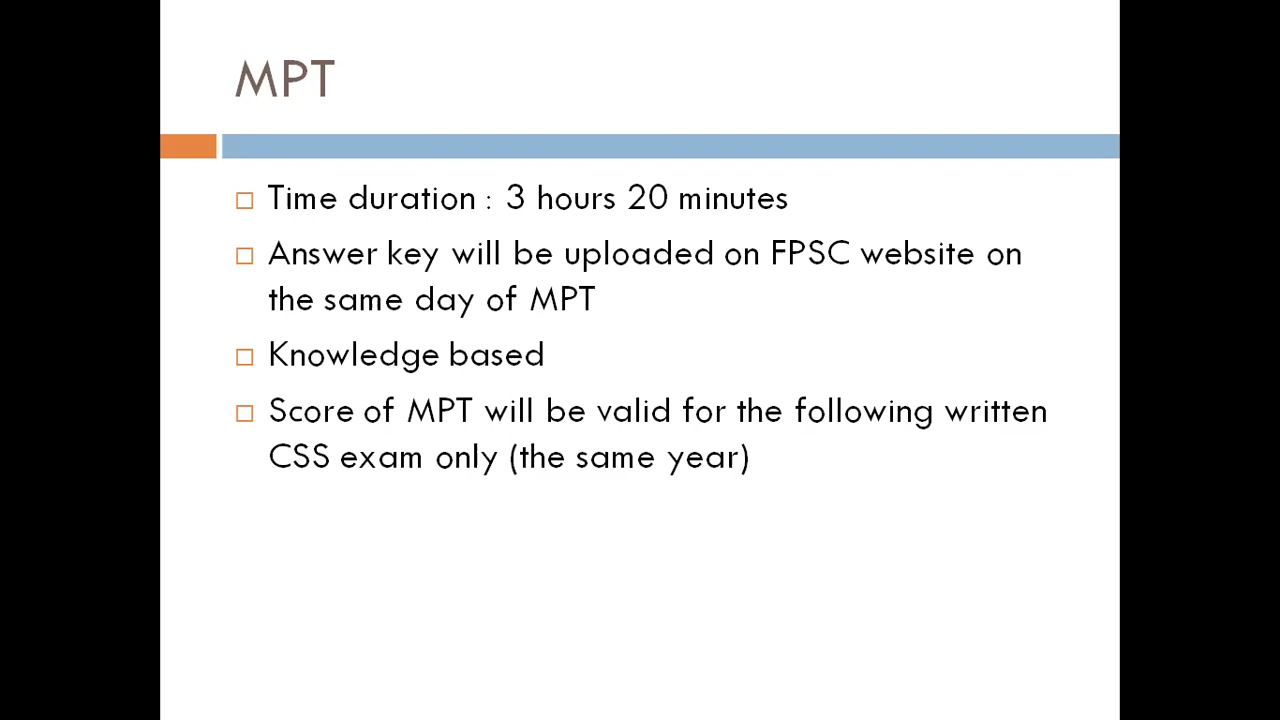 MPT
Time duration : 3 hours 20 minutes
Answer key will be uploaded on FPSC website on
the same day of MPT
Knowledge based
Score of MPT will be valid for the following written
CSS exam only (the same year)